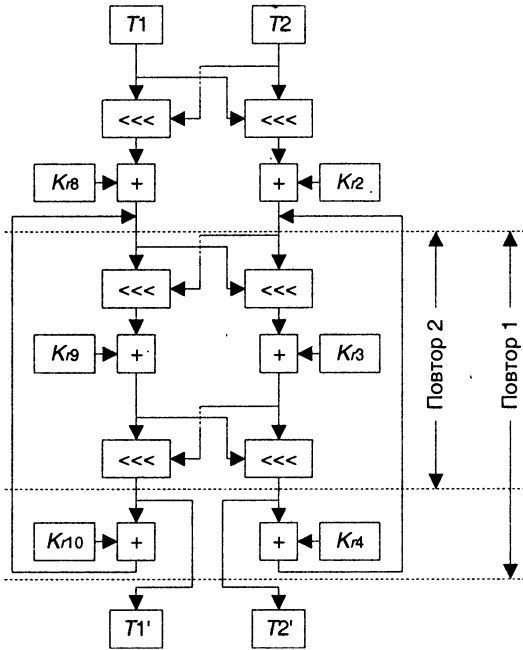 T1 T2
<<< <<<
Kr8 + + Kr2
<<< <<<
Kr9 + + Kr3
<<< <<<
Kr10 + + Kr4
T1' T2'
Повтор 2
Повтор 1